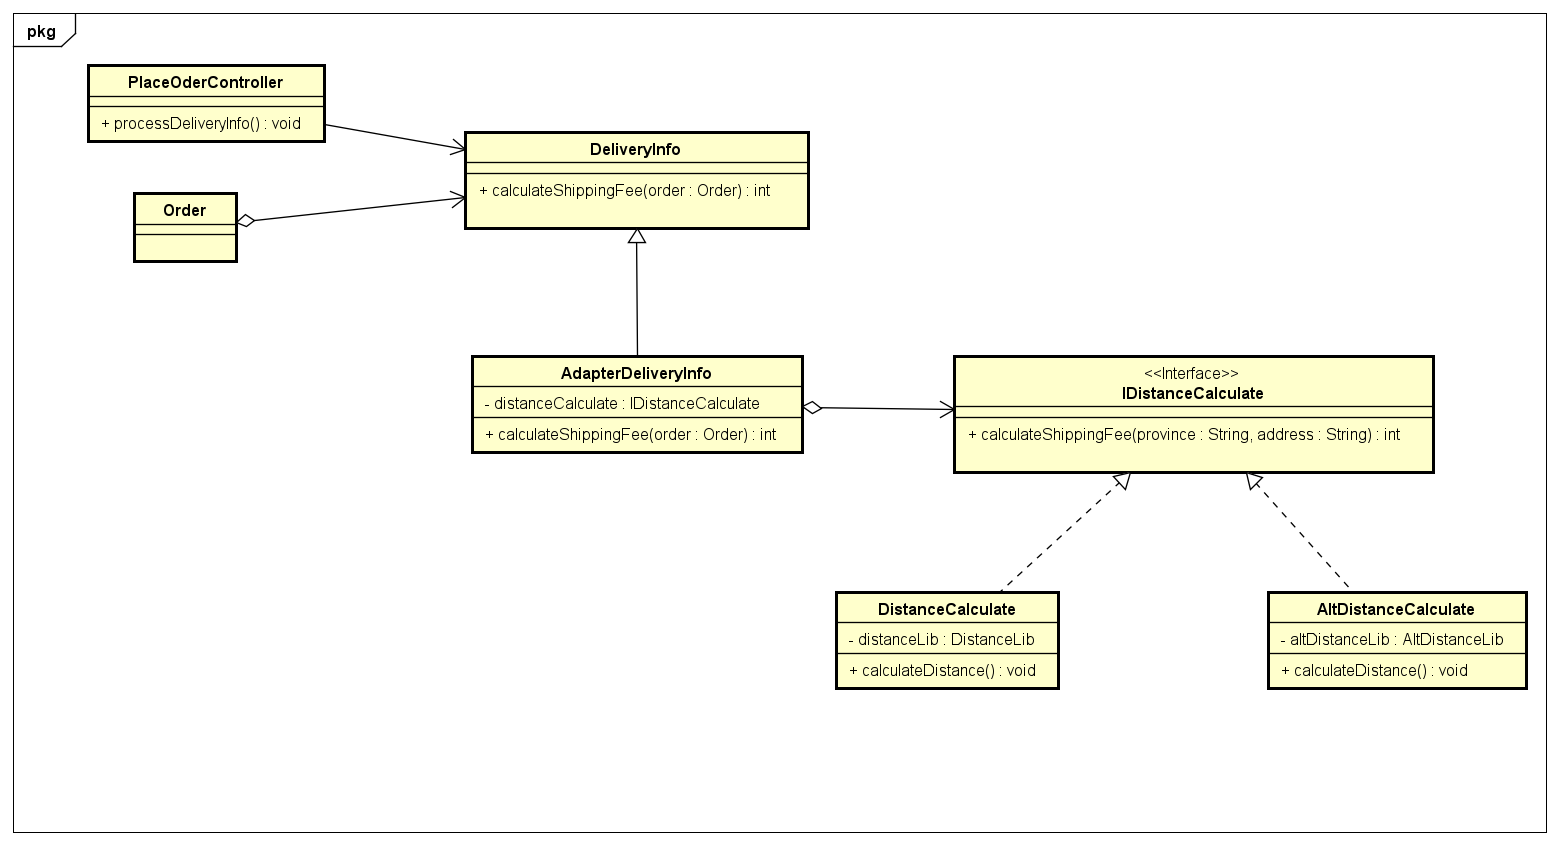 pkg
PlaceOderController
+ processDeliveryInfo() : void
Order
DeliveryInfo
+ calculateShippingFee(order : Order) : int
AdapterDeliveryInfo
- distanceCalculate : IDistanceCalculate
+ calculateShippingFee(order : Order) : int
<<Interface>>
IDistanceCalculate
+ calculateShippingFee(province : String, address : String) : int
DistanceCalculate
- distanceLib : DistanceLib
+ calculateDistance() : void
AltDistanceCalculate
- altDistanceLib : AltDistanceLib
+ calculateDistance() : void